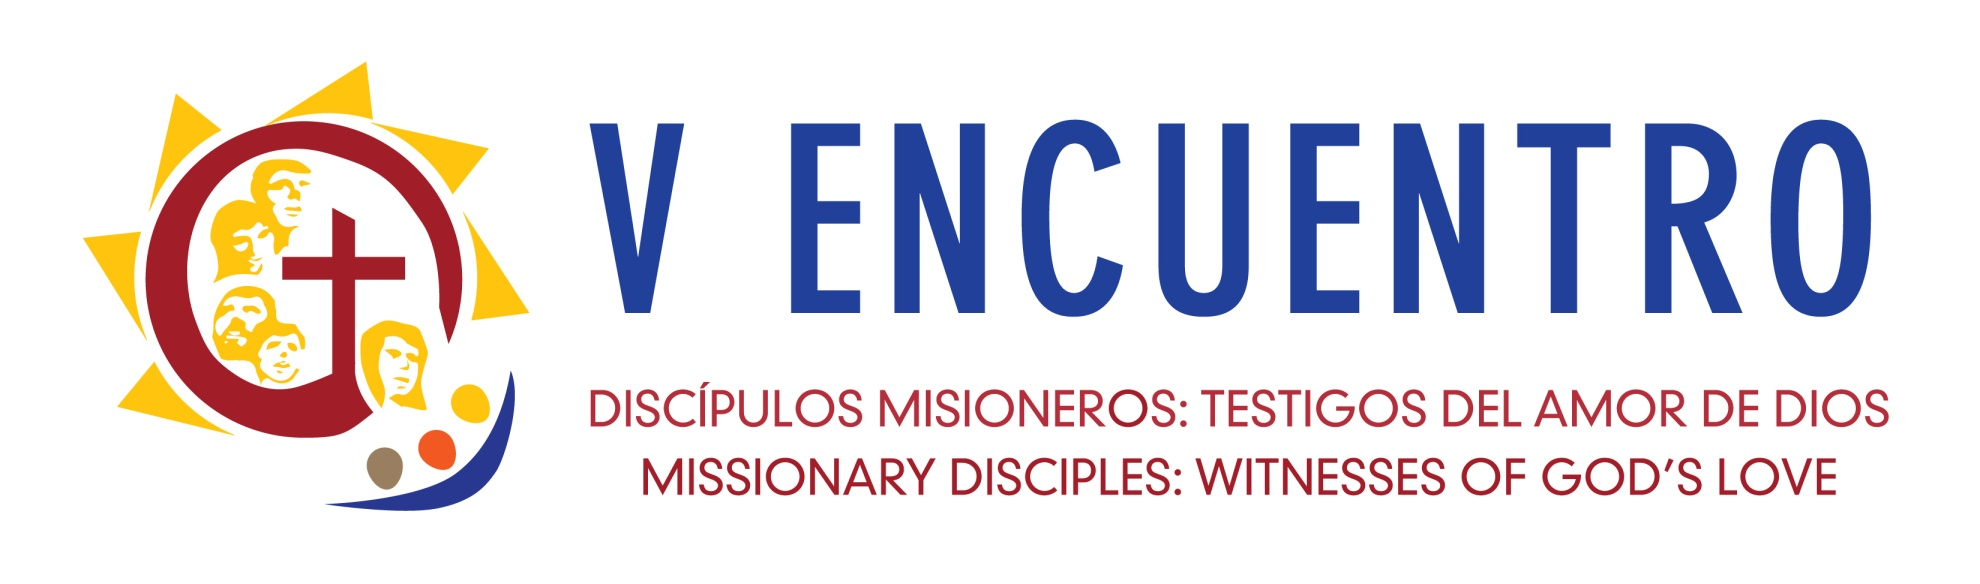 V ENCUENTRO
DISCÍPULOS MISIONEROS: TESTIGOS DEL AMOR DE DIOS
MISSIONARY DISCIPLES: WITNESSES OF GOD'S LOVE